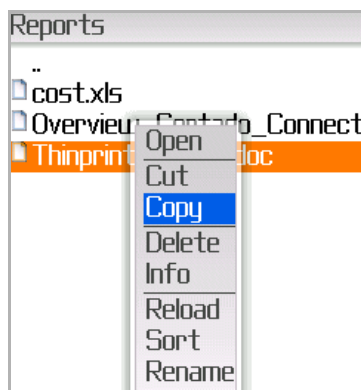 Reports
..
cost.xls
Overview_Contado_Connect
Thinprint doc
Open
Cut
Copy
Delete
Info
Reload
Sort
Rename